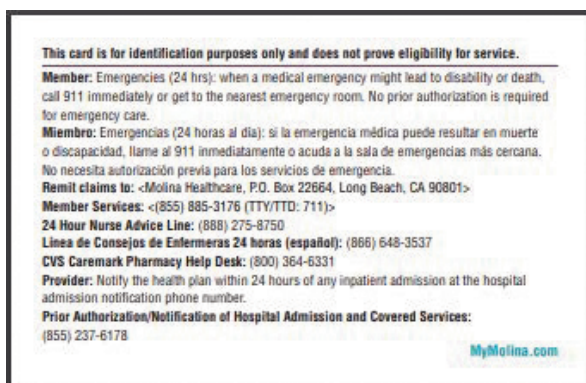 This card is for identification purposes only and does not prove eligibility for service.
Member: Emergencies (24 hrs): when a medical emergency might lead to disability or death,
call 911 immediately or get to the nearest emergency room. No prior authorization is required
for emergency care.
Miembro: Emergencias (24 horas al día): si la emergencia médica puede resultar en muerte
o discapacidad, llame al 911 inmediatamente o acuda a la sala de emergencias más cercana.
No necesita autorización previa para los servicios de emergencia.
Remit claims to: <Molina Healthcare, P.O. Box 22664, Long Beach, CA 90801>
Member Services: <(855) 885-3176 (TTY/TTD: 711)>
24 Hour Nurse Advice Line: (888) 275-8750
Línea de Consejos de Enfermeras 24 horas (español): (866) 648-3537
CVS Caremark Pharmacy Help Desk: (800) 364-6331
Provider: Notify the health plan within 24 hours of any inpatient admission at the hospital
admission notification phone number.
Prior Authorization/Notification of Hospital Admission and Covered Services:
(855) 237-6178
MyMolina.com